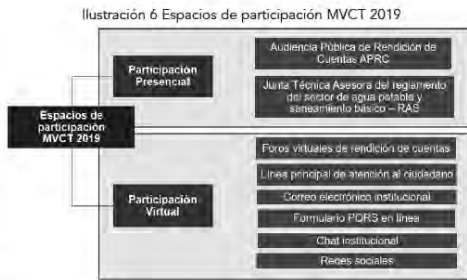 Ilustración 6 Espacios de participación MVCT 2019
Espacios de
participación
MVCT 2019
Participación
Presencial
Audiencia Pública de Rendición de
Cuentas APRC
Junta Técnica Asesora del reglamento
del sector de agua potable y
saneamiento básico – RAS
Participación
Virtual
Foros virtuales de rendición de cuentas
Línea principal de atención al ciudadano
Correo electrónico institucional
Formulario PQRS en línea
Chat institucional
Redes sociales